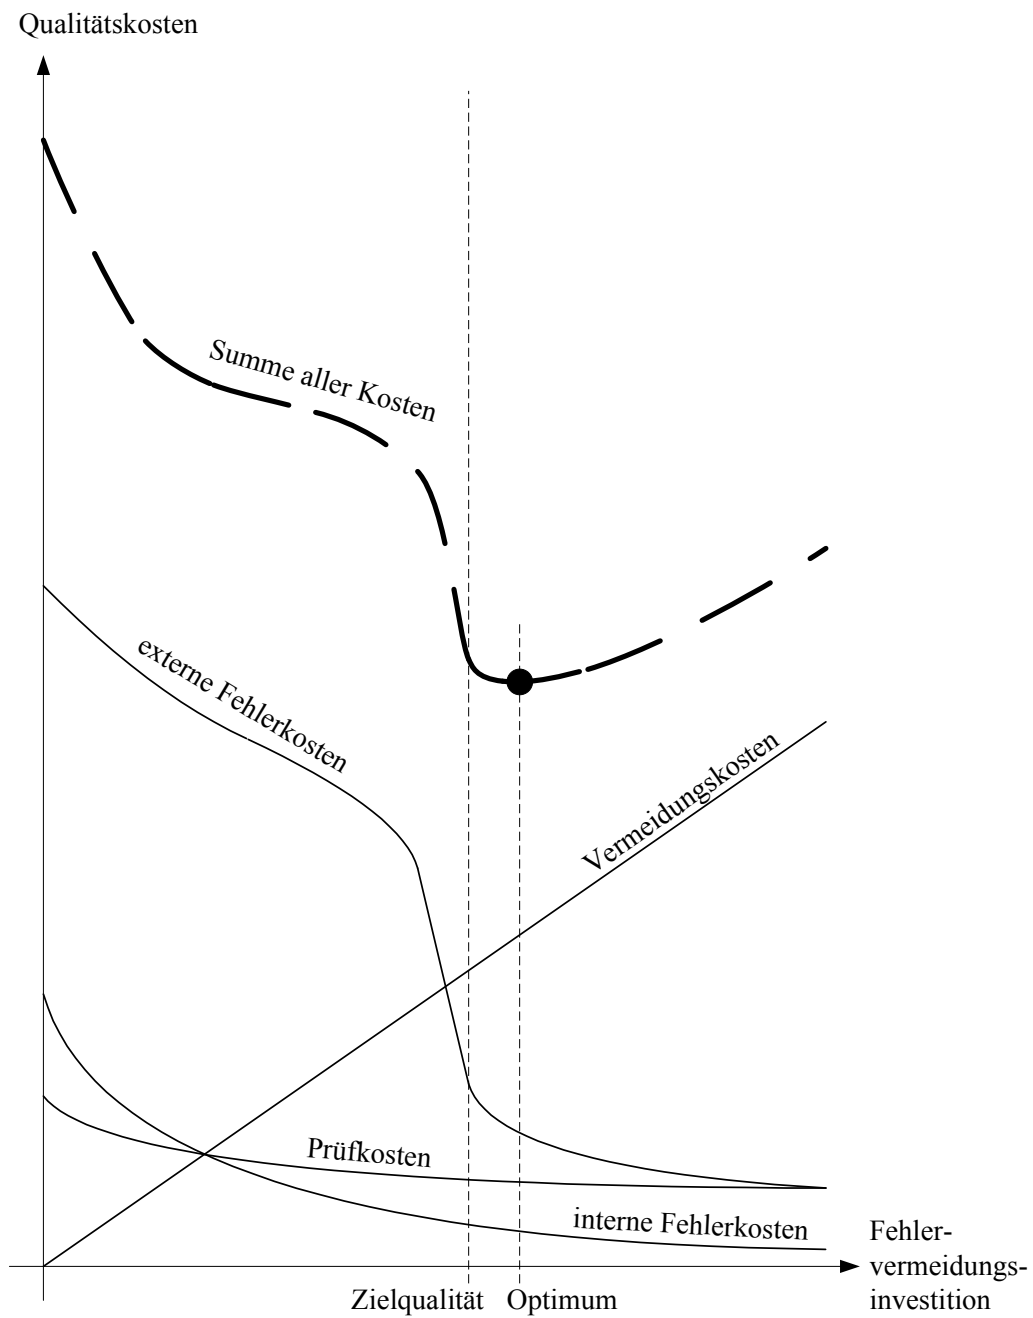 Qualitätskosten
Summe aller Kosten
externe Fehlerkosten
Vermeidungskosten
Prüfkosten
interne Fehlerkosten
Fehler-
vermeidungs-
investition
Zielqualität
Optimum